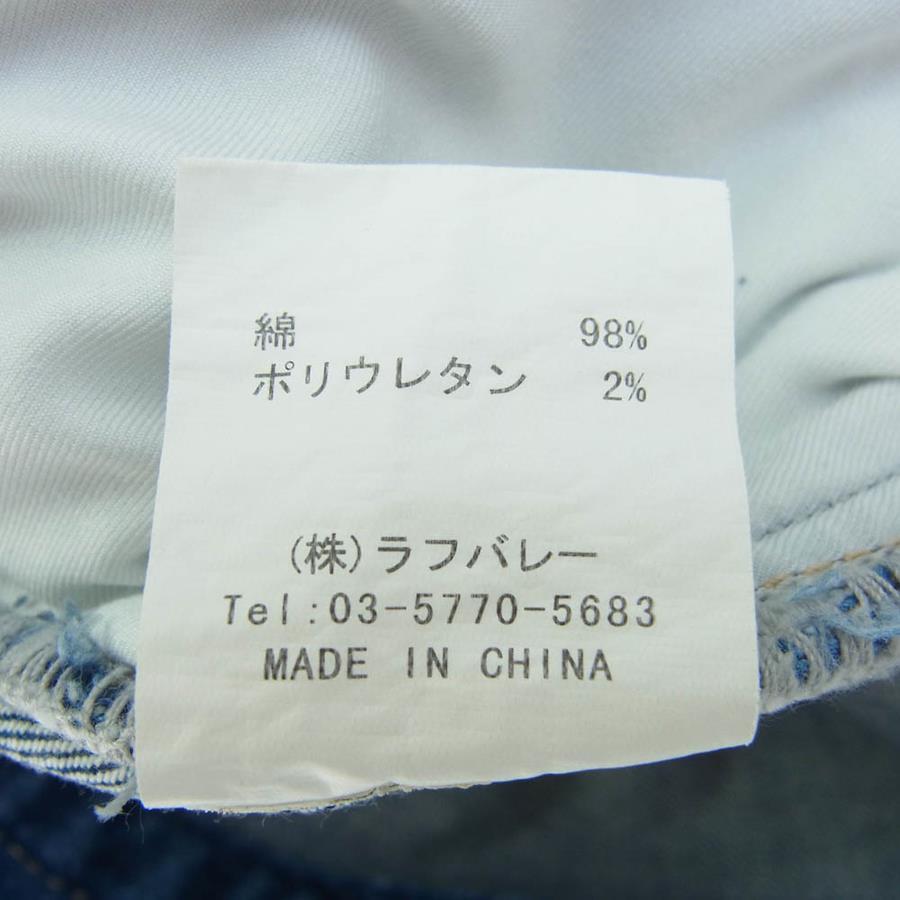 綿 98%
ポリウレタン 2%
(株)ラフバレー
Tel:03-5770-5683
MADE IN CHINA